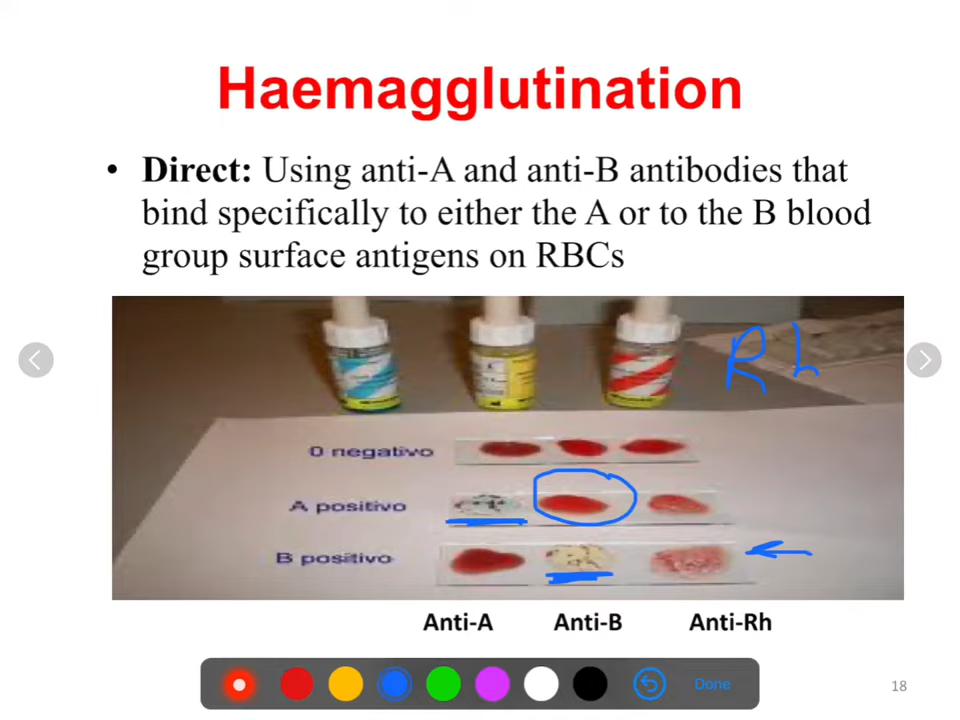 Haemagglutination
• Direct: Using anti-A and anti-B antibodies that
bind specifically to either the A or to the B blood
group surface antigens on RBCs
Rh
0 negativo
A positivo
B positivo
Anti-A Anti-B Anti-Rh
Done
18